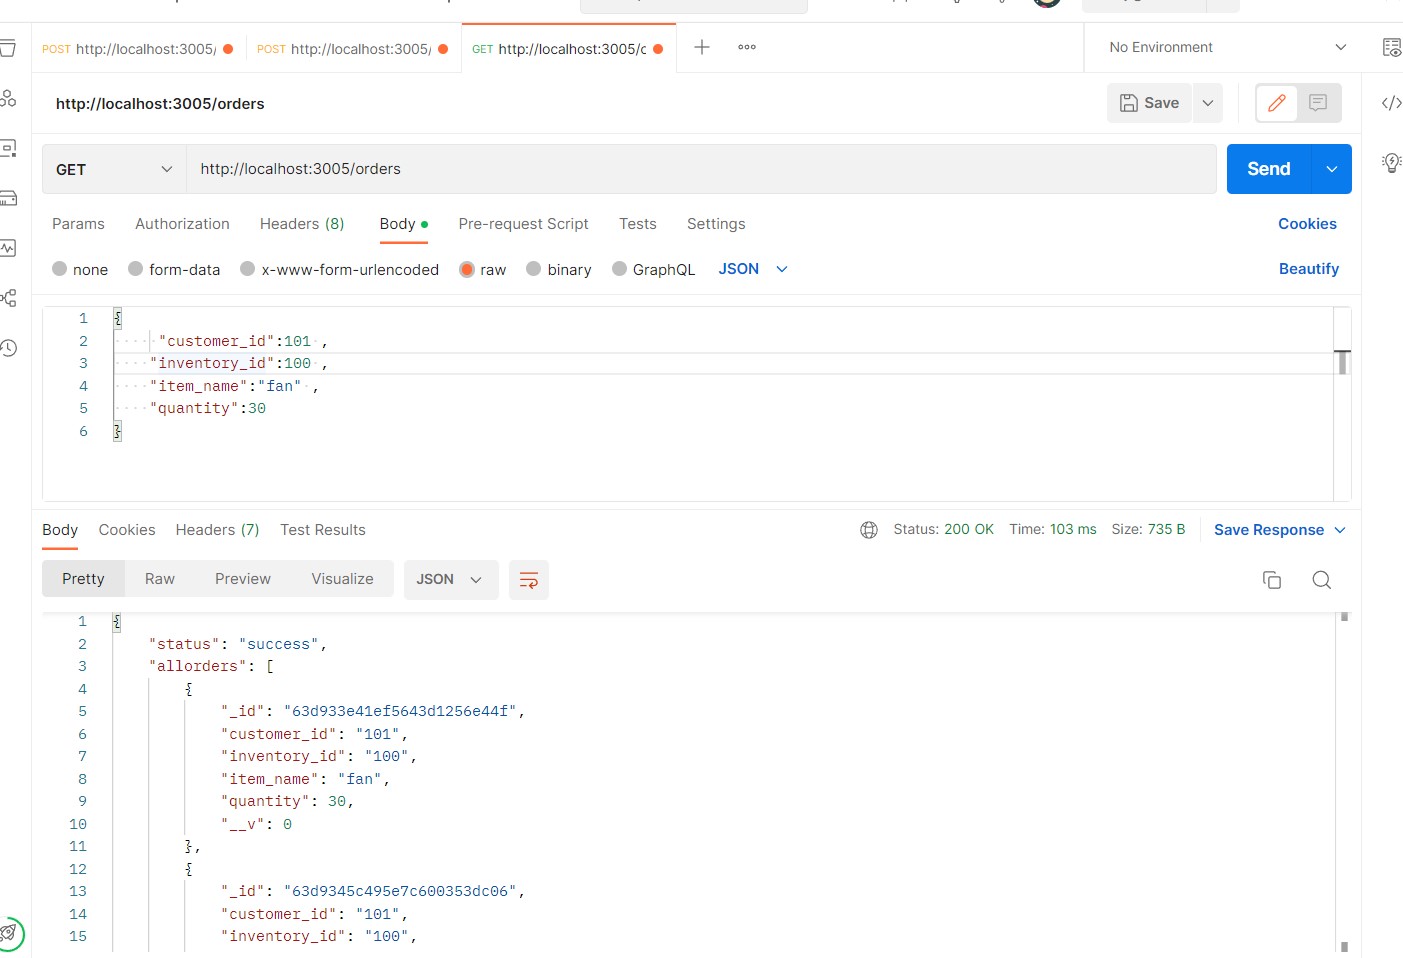 POST http://localhost:3005/ POST http://localhost:3005/ GET http://localhost:3005/c No Environment
http://localhost:3005/orders Save
GET http://localhost:3005/orders Send
Params Authorization Headers (8) Body Pre-request Script Tests Settings Cookies
none form-data x-www-form-urlencoded raw binary GraphQL JSON Beautify
1 {
2 "customer_id":101 ,
3 "inventory_id":100 ,
4 "item_name":"fan" ,
5 "quantity":30
6 }
Body Cookies Headers (7) Test Results Status: 200 OK Time: 103 ms Size: 735 B Save Response
Pretty Raw Preview Visualize JSON
1 {
2 "status": "success",
3 "allorders": [
4 {
5 "_id": "63d933e41ef5643d1256e44f",
6 "customer_id": "101",
7 "inventory_id": "100",
8 "item_name": "fan",
9 "quantity": 30,
10 "__v": 0
11 },
12 {
13 "_id": "63d9345c495e7c600353dc06",
14 "customer_id": "101",
15 "inventory_id": "100",